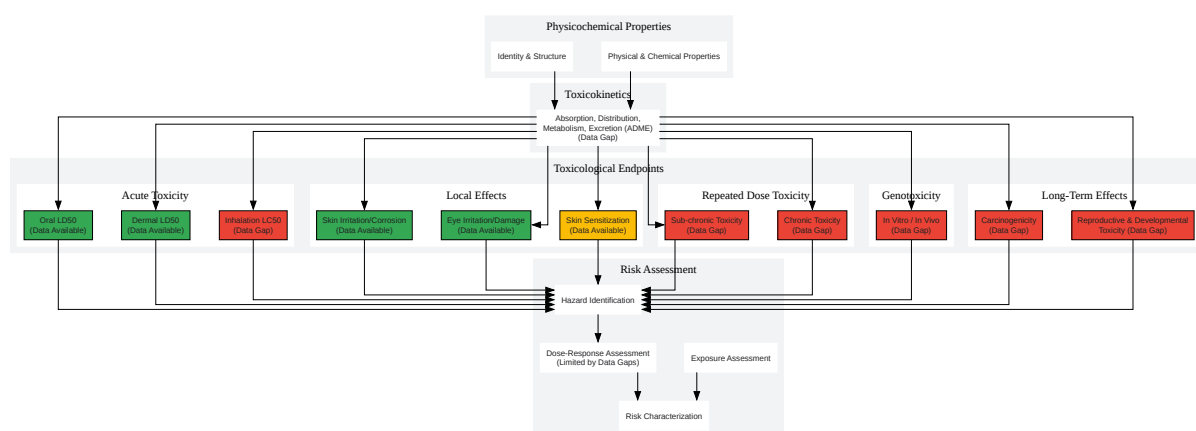 Physicochemical Properties
Identity & Structure
Physical & Chemical Properties
Toxicokinetics
Absorption, Distribution,
Metabolism, Excretion (ADME)
(Data Gap)
Toxicological Endpoints
Acute Toxicity
Local Effects
Repeated Dose Toxicity
Genotoxicity
Long-Term Effects
Oral LD50
(Data Available)
Dermal LD50
(Data Available)
Inhalation LC50
(Data Gap)
Skin Irritation/Corrosion
(Data Available)
Eye Irritation/Damage
(Data Available)
Skin Sensitization
(Data Available)
Sub-chronic Toxicity
(Data Gap)
Chronic Toxicity
(Data Gap)
In Vitro / In Vivo
(Data Gap)
Carcinogenicity
(Data Gap)
Reproductive & Developmental
Toxicity (Data Gap)
Risk Assessment
Hazard Identification
Dose-Response Assessment
(Limited by Data Gaps)
Exposure Assessment
Risk Characterization